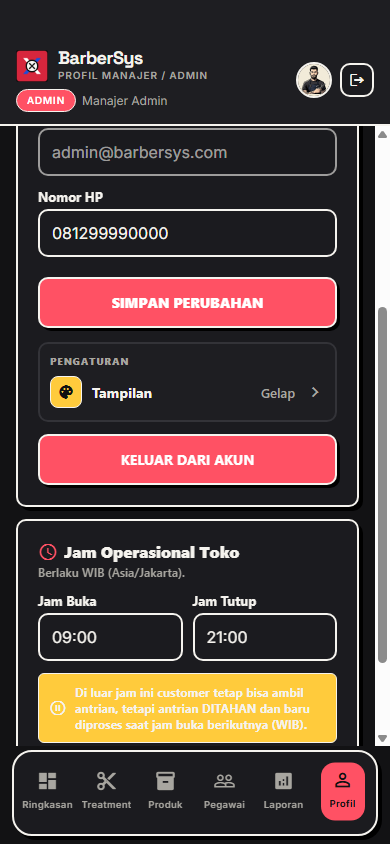 BarberSys
PROFIL MANAJER / ADMIN
ADMIN Manajer Admin
admin@barbersys.com
Nomor HP
081299990000
SIMPAN PERUBAHAN
PENGATURAN
Tampilan Gelap
KELUAR DARI AKUN
Jam Operasional Toko
Berlaku WIB (Asia/Jakarta).
Jam Buka Jam Tutup
09:00 21:00
Di luar jam ini customer tetap bisa ambil
antrian, tetapi antrian DITAHAN dan baru
diproses saat jam buka berikutnya (WIB).
Ringkasan Treatment Produk Pegawai Laporan Profil